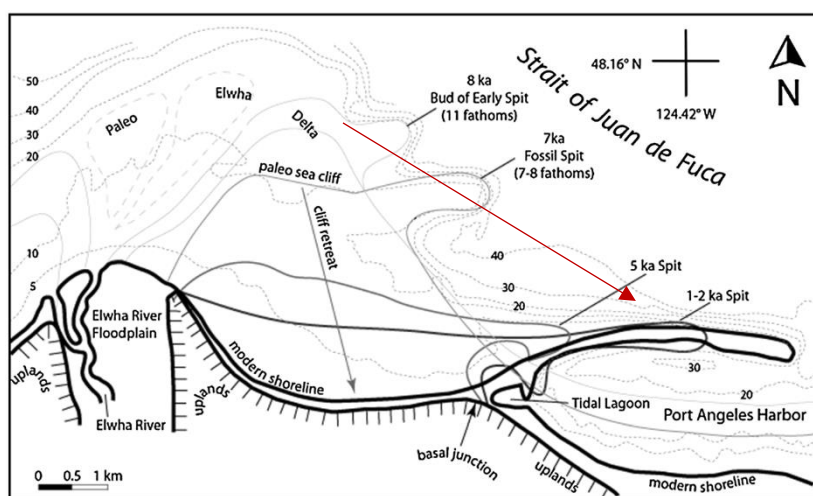 48.16° N
124.42° W
N
Strait of Juan de Fuca
50
40
30
20
10
5
Paleo
Elwha
Delta
8 ka
Bud of Early Spit
(11 fathoms)
7ka
Fossil Spit
(7-8 fathoms)
paleo sea cliff
cliff retreat
40
30
20
5 ka Spit
1-2 ka Spit
30
20
Elwha River
Floodplain
uplands
uplands
modern shoreline
Tidal Lagoon
Port Angeles Harbor
Elwha River
basal junction
uplands
modern shoreline
0 0.5 1 km